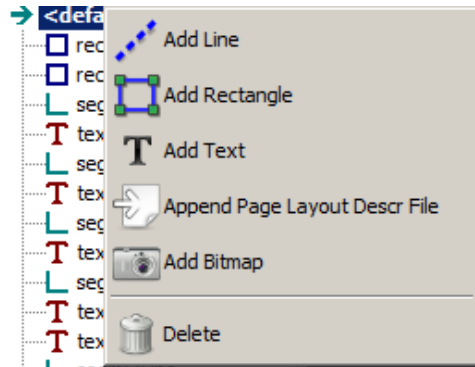 <defa
rec
Add Line
rec
Add Rectangle
seg
tex
Add Text
seg
tex
Append Page Layout Descr File
seg
tex
Add Bitmap
seg
tex
Delete
tex